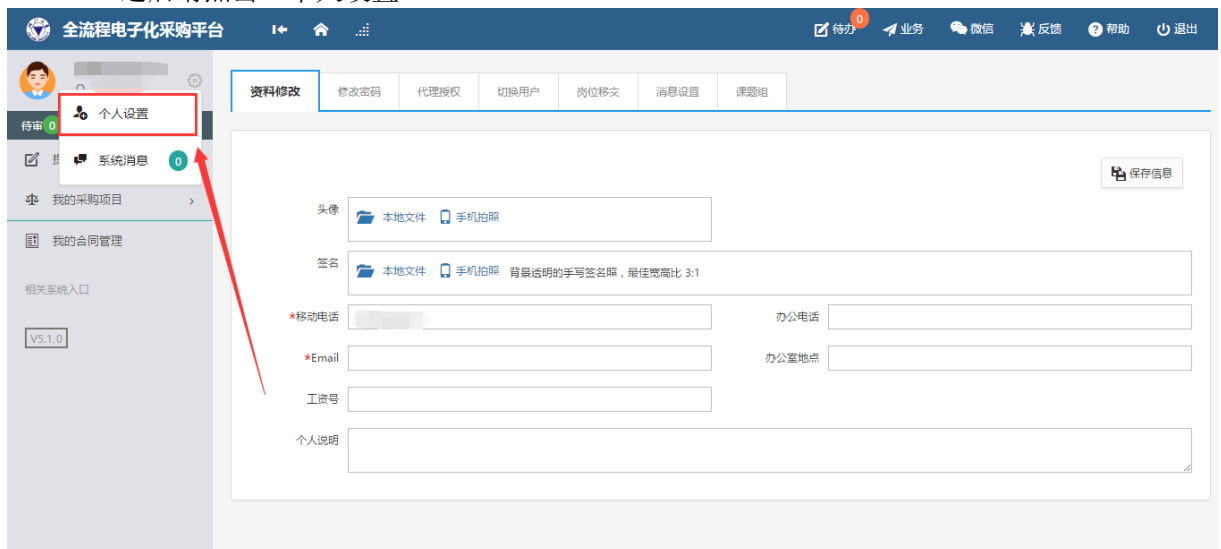 全流程电子化采购平台
待办 0
业务
微信
反馈
帮助
退出
待审 0
个人设置
系统消息 0
我的采购项目
我的合同管理
相关系统入口
V5.1.0
资料修改 修改密码 代理授权 切换用户 岗位移交 消息设置 课题组
保存信息
头像 本地文件 手机拍照
签名 本地文件 手机拍照 背景透明的手写签名照，最佳宽高比 3:1
*移动电话 办公电话
*Email 办公室地点
工资号
个人说明